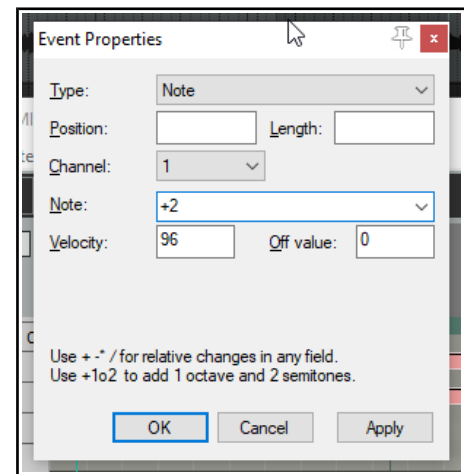 Event Properties
Type: Note
Position: Length:
Channel: 1
Note: +2
Velocity: 96 Off value: 0
Use + -* / for relative changes in any field.
Use +1o2 to add 1 octave and 2 semitones.
OK Cancel Apply